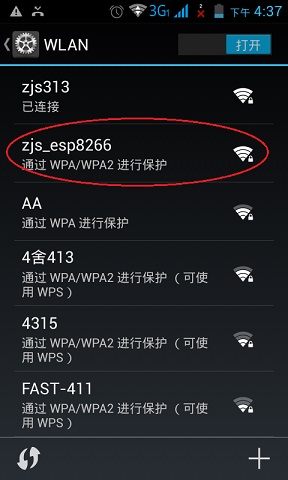 3G 1 2 下午 4:37
WLAN 打开
zjs313
已连接
zjs_esp8266
通过 WPA/WPA2 进行保护
AA
通过 WPA 进行保护
4舍413
通过 WPA/WPA2 进行保护 （可使
用 WPS）
4315
通过 WPA/WPA2 进行保护 （可使
用 WPS）
FAST-411
通过 WPA/WPA2 进行保护 （可使
用 WPS）